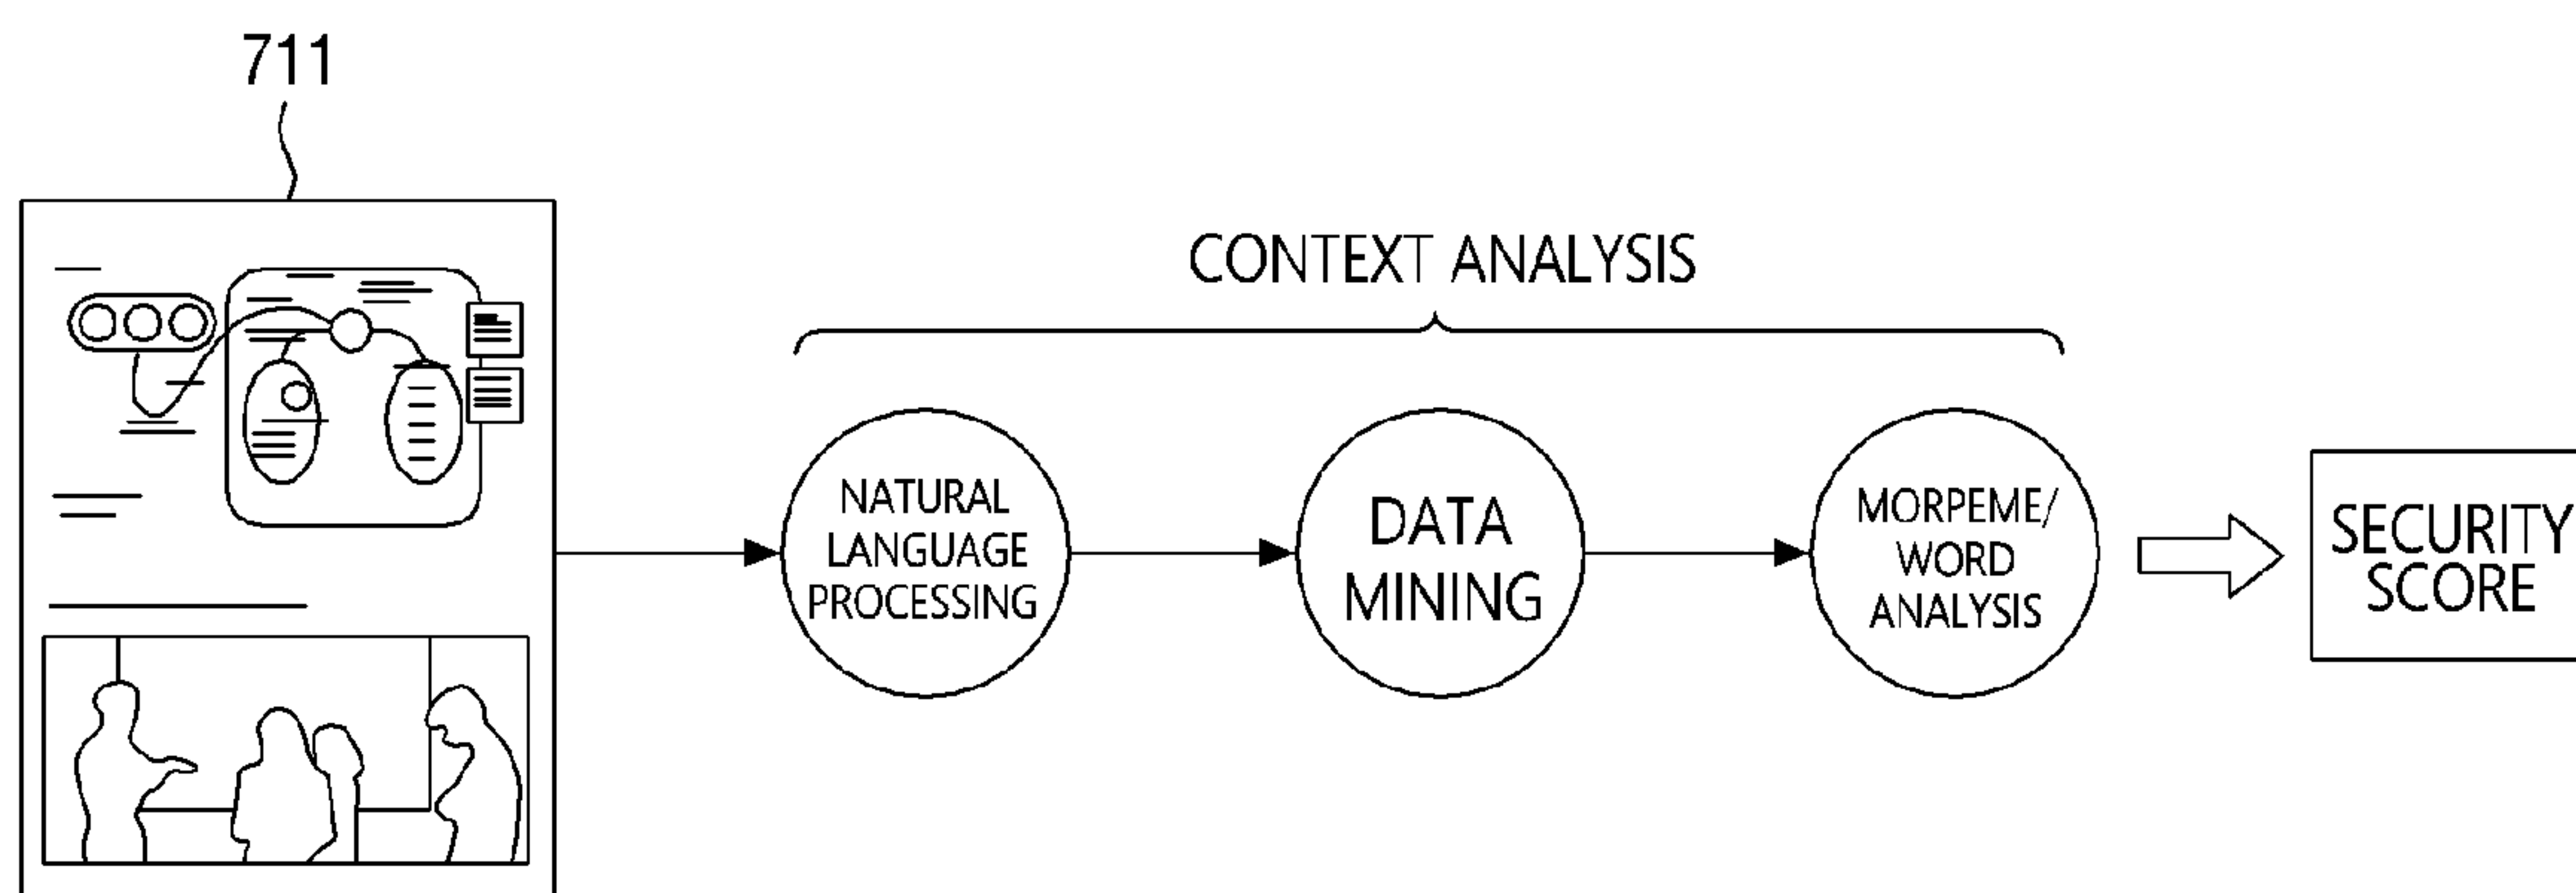 711
CONTEXT ANALYSIS
NATURAL
LANGUAGE
PROCESSING
DATA
MINING
MORPEME/
WORD
ANALYSIS
SECURITY
SCORE